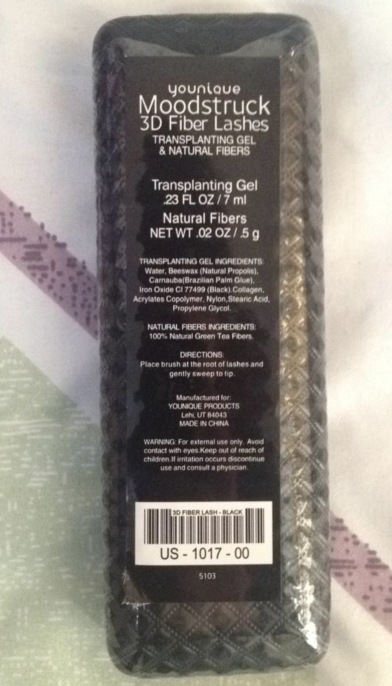 younique
Moodstruck
3D Fiber Lashes
TRANSPLANTING GEL
& NATURAL FIBERS
Transplanting Gel
.23 FL OZ / 7 ml
Natural Fibers
NET WT .02 OZ / .5 g
TRANSPLANTING GEL INGREDIENTS:
Water, Beeswax (Natural Propolis),
Carnauba(Brazilian Palm Glue),
Iron Oxide CI 77499 (Black),Collagen,
Acrylates Copolymer, Nylon,Stearic Acid,
Propylene Glycol.
NATURAL FIBERS INGREDIENTS:
100% Natural Green Tea Fibers.
DIRECTIONS:
Place brush at the root of lashes and
gently sweep to tip.
Manufactured for:
YOUNIQUE PRODUCTS
Lehi, UT 84043
MADE IN CHINA
WARNING: For external use only. Avoid
contact with eyes.Keep out of reach of
children.If irritation occurs discontinue
use and consult a physician.
3D FIBER LASH - BLACK
US - 1017 - 00
5103